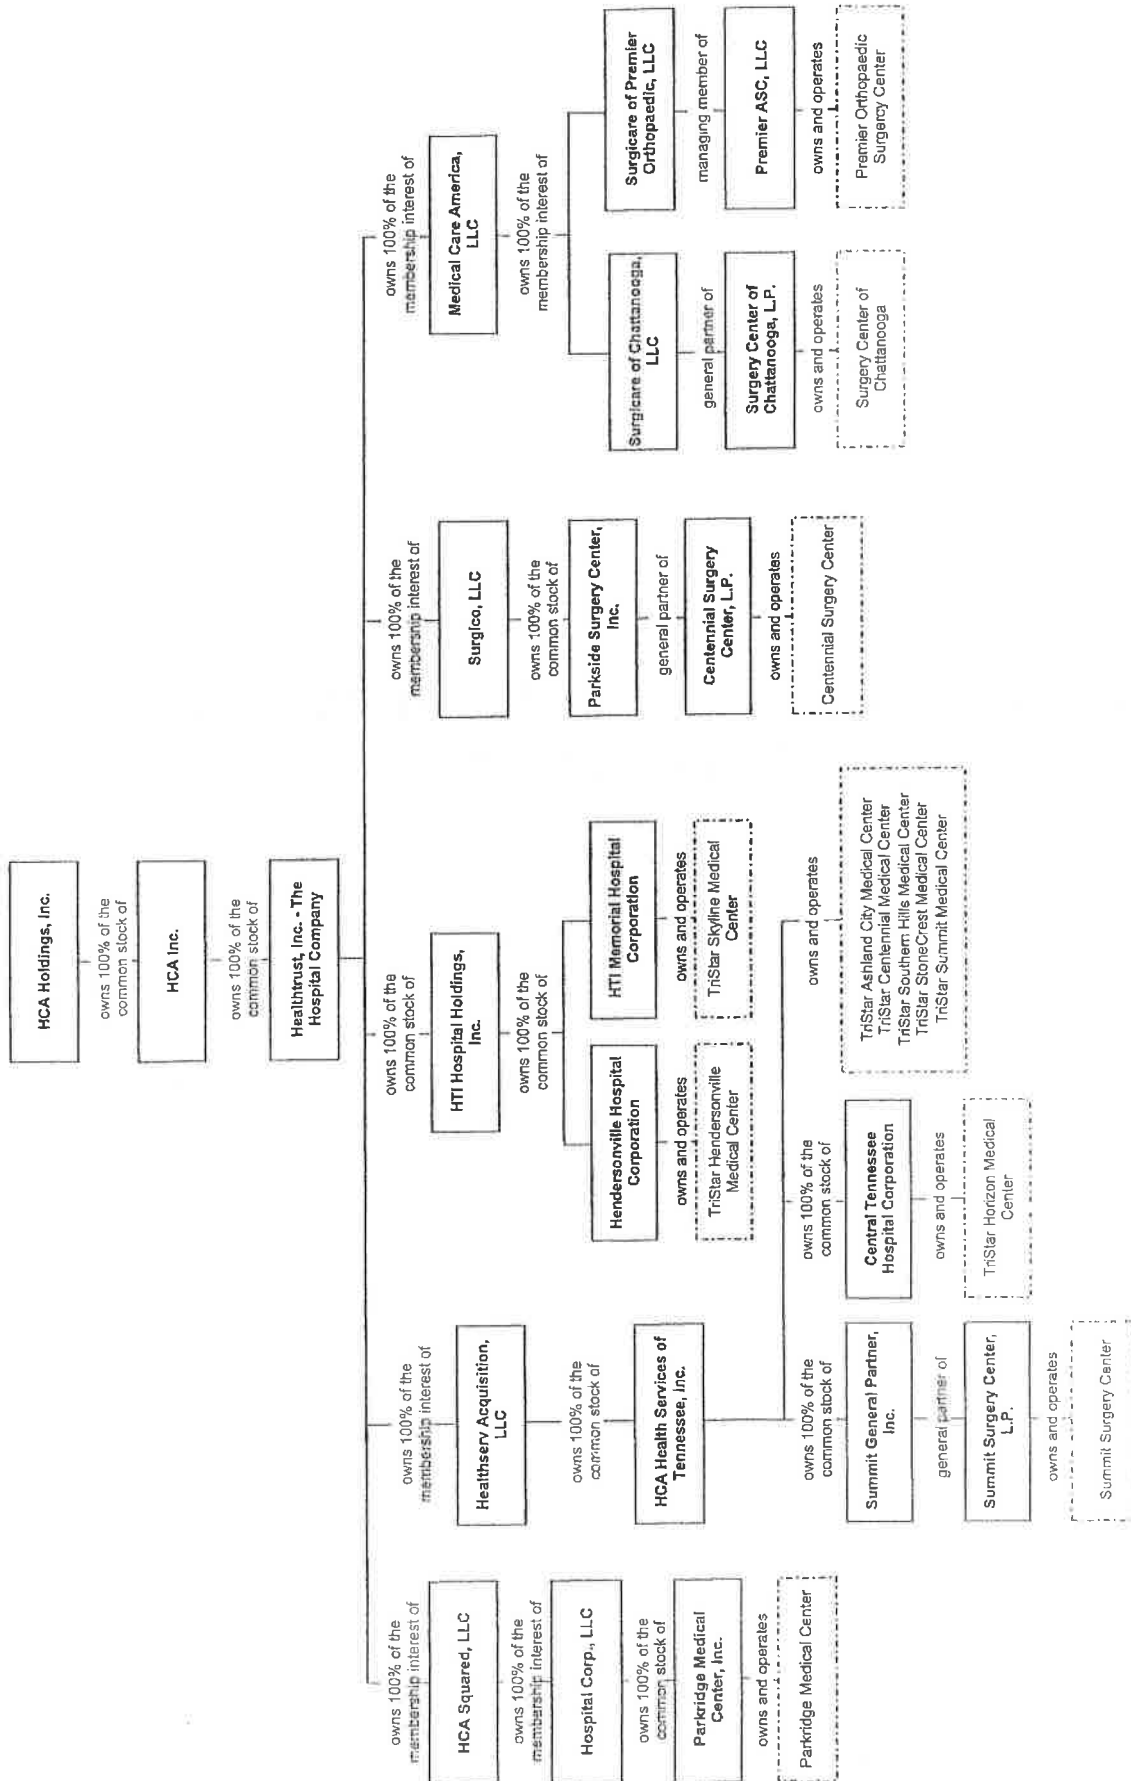 HCA Holdings, Inc.
owns 100% of the
common stock of
HCA Inc.
owns 100% of the
common stock of
Healthtrust, Inc. - The
Hospital Company
owns 100% of the
membership interest of
HCA Squared, LLC
owns 100% of the
membership interest of
Hospital Corp., LLC
owns 100% of the
common stock of
Parkridge Medical
Center, Inc.
owns and operates
Parkridge Medical Center
owns 100% of the
membership interest of
Healthserv Acquisition,
LLC
owns 100% of the
common stock of
HCA Health Services of
Tennessee, Inc.
owns 100% of the
common stock of
Summit General Partner,
Inc.
general partner of
Summit Surgery Center,
L.P.
owns and operates
Summit Surgery Center
owns 100% of the
common stock of
Central Tennessee
Hospital Corporation
owns and operates
TriStar Horizon Medical
Center
owns and operates
TriStar Ashland City Medical Center
TriStar Centennial Medical Center
TriStar Southern Hills Medical Center
TriStar StoneCrest Medical Center
TriStar Summit Medical Center
owns 100% of the
common stock of
HTI Hospital Holdings,
Inc.
owns 100% of the
common stock of
Hendersonville Hospital
Corporation
owns and operates
TriStar Hendersonville
Medical Center
HTI Memorial Hospital
Corporation
owns and operates
TriStar Skyline Medical
Center
owns 100% of the
membership interest of
Surgico, LLC
owns 100% of the
common stock of
Parkside Surgery Center,
Inc.
general partner of
Centennial Surgery
Center, L.P.
owns and operates
Centennial Surgery Center
owns 100% of the
membership interest of
Medical Care America,
LLC
owns 100% of the
membership interest of
Surgicare of Chattanooga,
LLC
general partner of
Surgery Center of
Chattanooga, L.P.
owns and operates
Surgery Center of
Chattanooga
Surgicare of Premier
Orthopaedic, LLC
managing member of
Premier ASC, LLC
owns and operates
Premier Orthopaedic
Surgercy Center